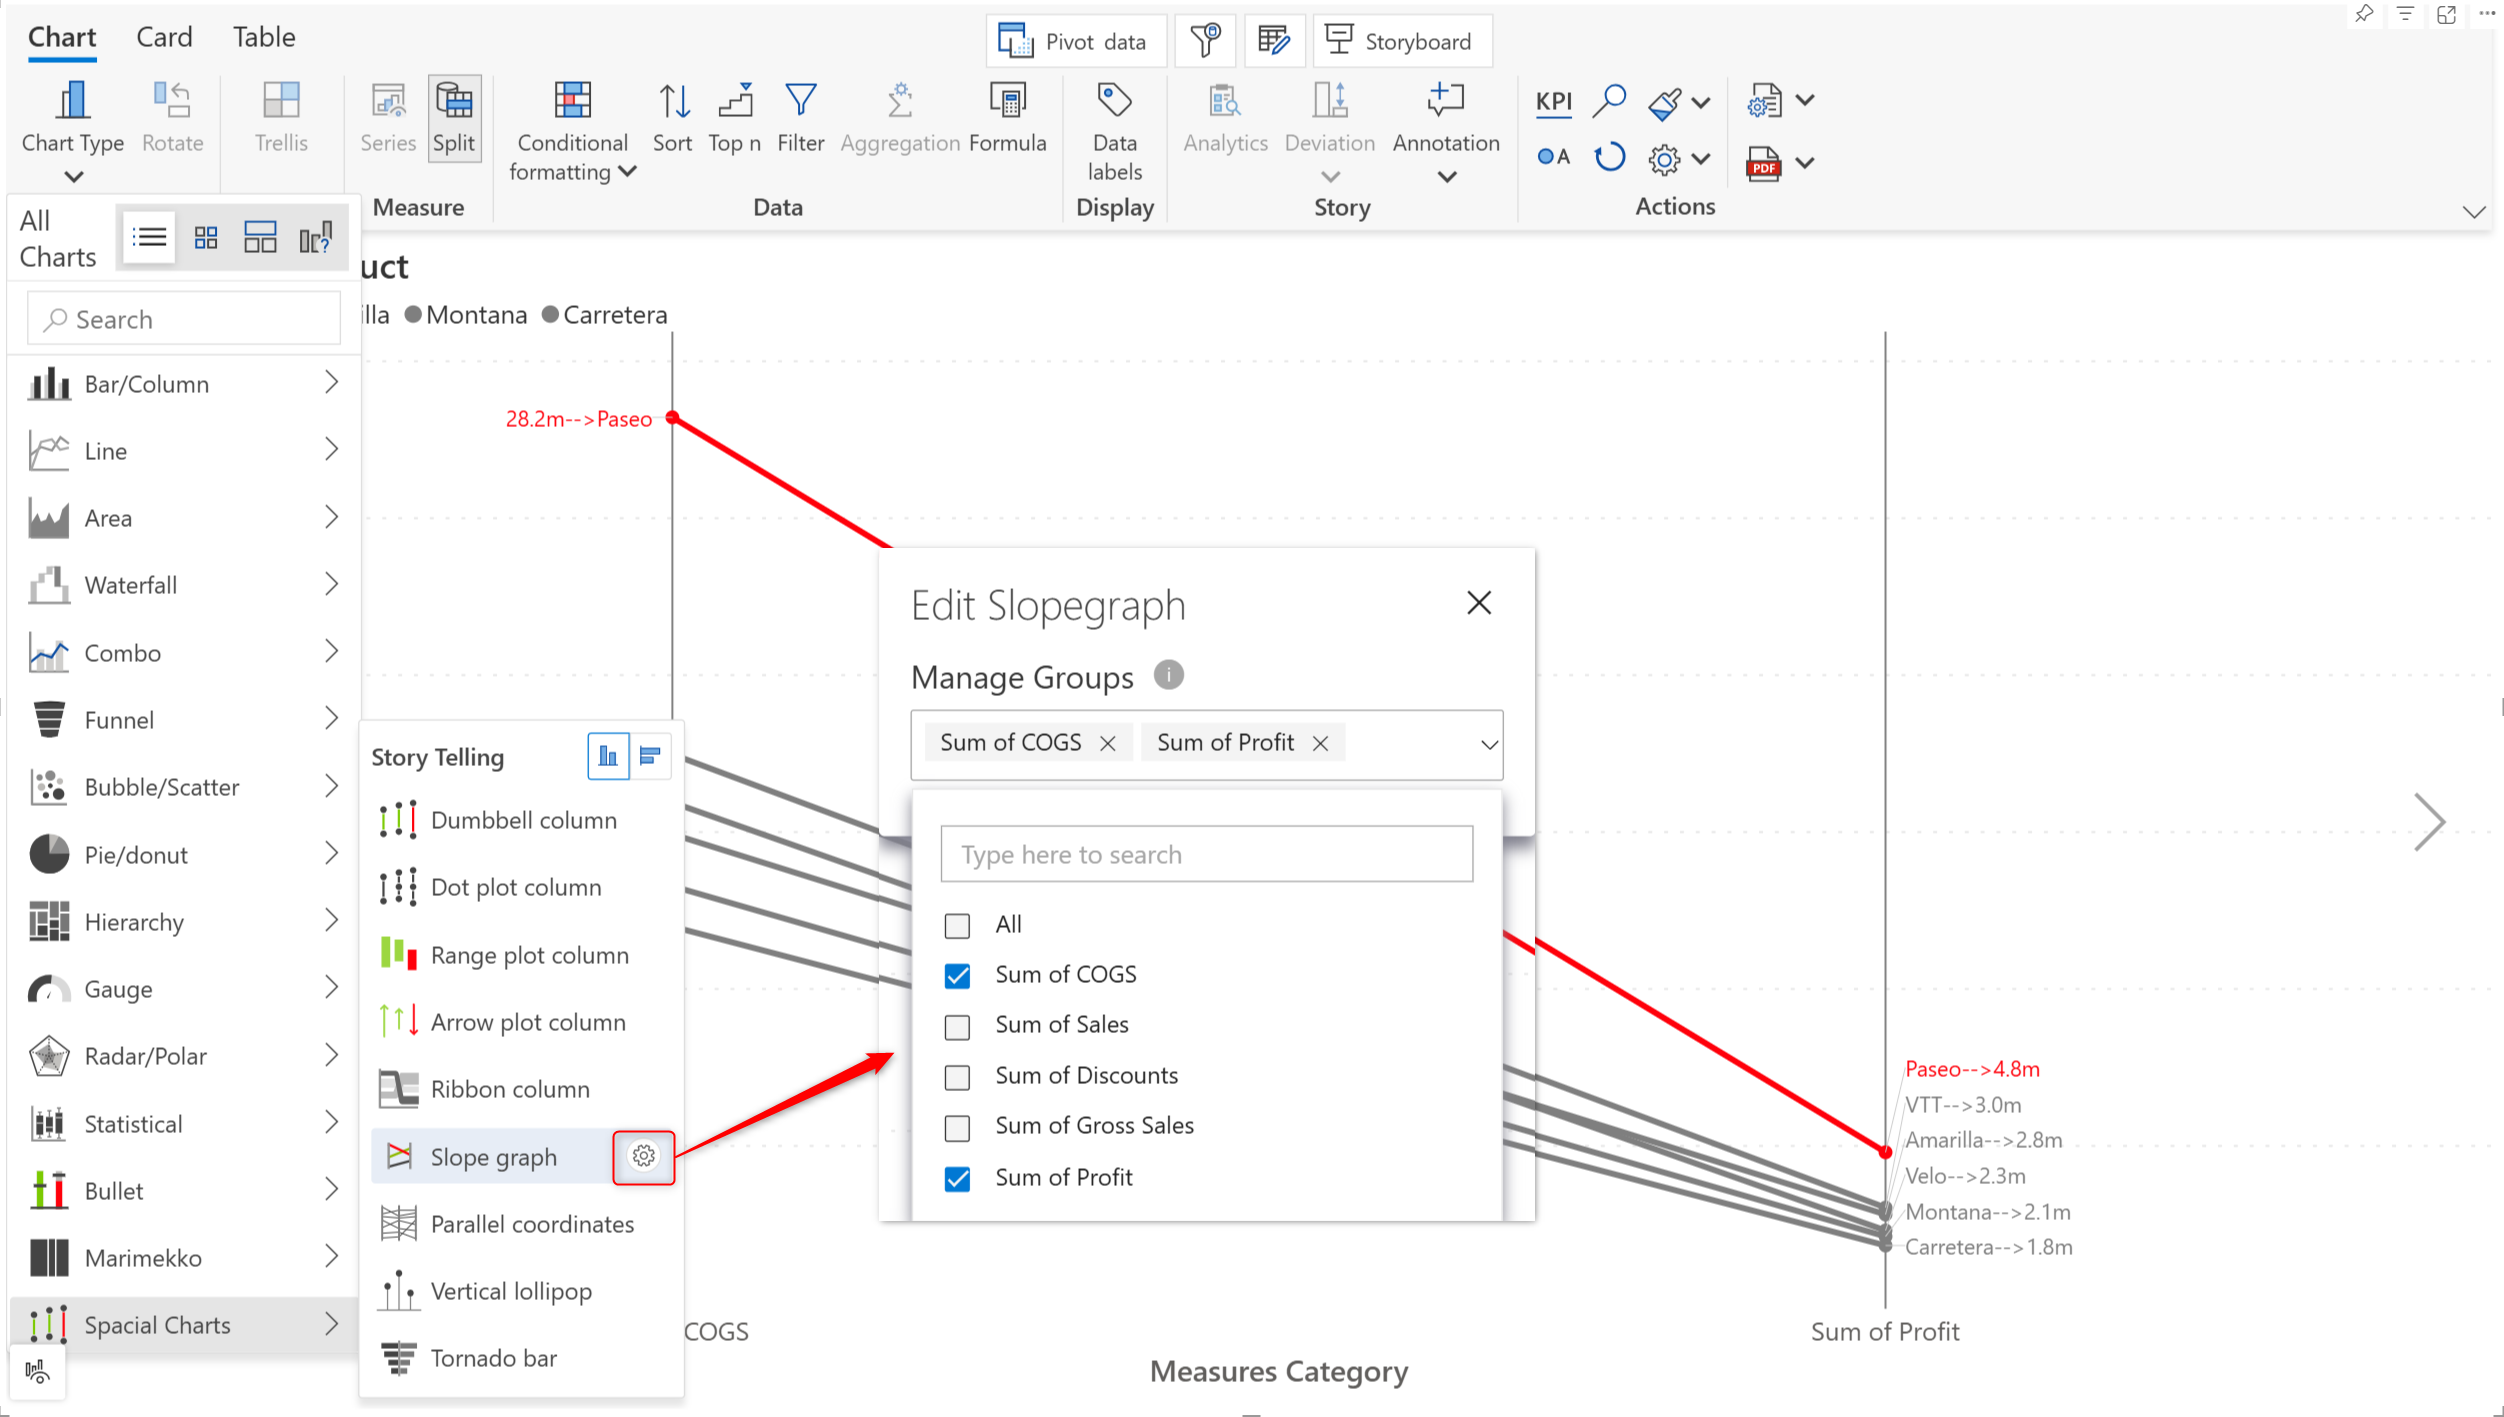 Chart
Card
Table
Pivot data
Storyboard
Chart Type
Rotate
Trellis
Series
Split
Conditional
formatting
Sort
Top n
Filter
Aggregation
Formula
Data
labels
Analytics
Deviation
Annotation
KPI
A
PDF
Measure
Data
Display
Story
Actions
All
Charts
?
Search
uct
illa
Montana
Carretera
Bar/Column
Line
Area
Waterfall
Combo
Funnel
Bubble/Scatter
Pie/donut
Hierarchy
Gauge
Radar/Polar
Statistical
Bullet
Marimekko
Spacial Charts
Story Telling
Dumbbell column
Dot plot column
Range plot column
Arrow plot column
Ribbon column
Slope graph
Parallel coordinates
Vertical lollipop
Tornado bar
28.2m-->Paseo
Edit Slopegraph
Manage Groups
i
Sum of COGS
Sum of Profit
Type here to search
All
Sum of COGS
Sum of Sales
Sum of Discounts
Sum of Gross Sales
Sum of Profit
Paseo-->4.8m
VTT-->3.0m
Amarilla-->2.8m
Velo-->2.3m
Montana-->2.1m
Carretera-->1.8m
COGS
Sum of Profit
Measures Category